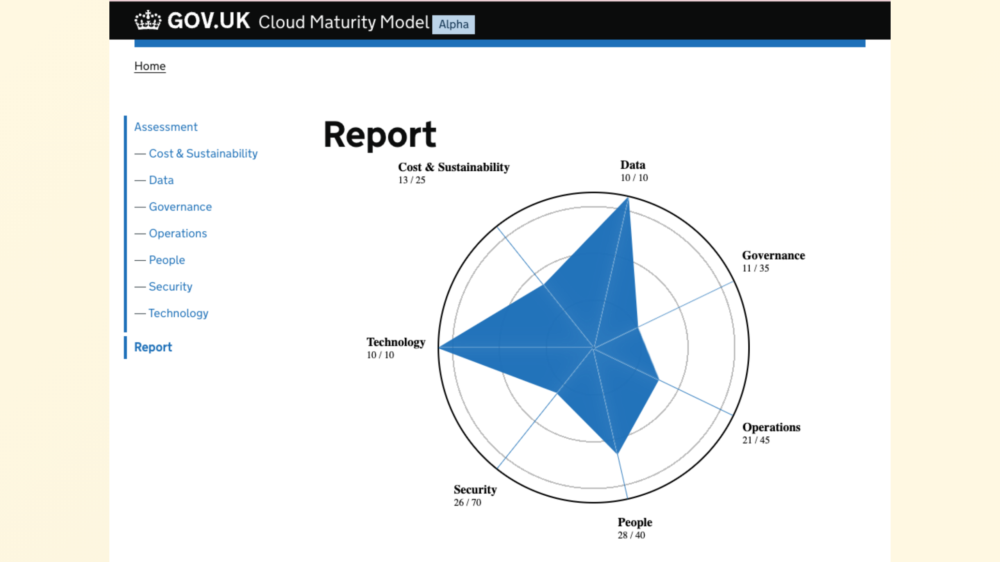 GOV.UK Cloud Maturity Model Alpha
Home
Assessment
— Cost & Sustainability
— Data
— Governance
— Operations
— People
— Security
— Technology
Report
Report
Cost & Sustainability
13 / 25
Data
10 / 10
Governance
11 / 35
Technology
10 / 10
Operations
21 / 45
Security
26 / 70
People
28 / 40